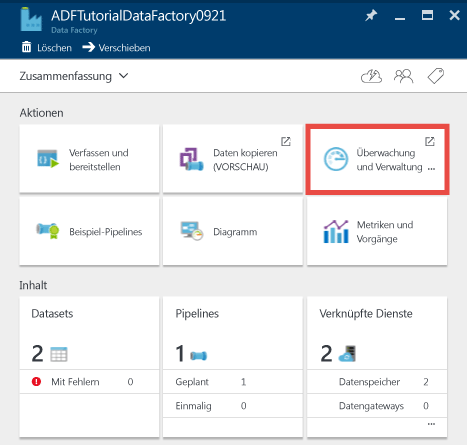 ADFTutorialDataFactory0921
Data Factory
Löschen Verschieben
Zusammenfassung
Aktionen
Verfassen und
bereitstellen
Daten kopieren
(VORSCHAU)
Überwachung
und Verwaltung ...
Beispiel-Pipelines
Diagramm
Metriken und
Vorgänge
Inhalt
Datasets
2
Mit Fehlern 0
Pipelines
1
Geplant 1
Einmalig 0
Verknüpfte Dienste
2
Datenspeicher 2
Datengateways 0
...